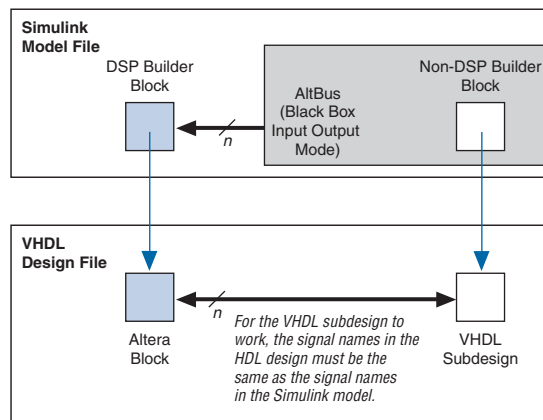 Simulink
Model File
DSP Builder
Block
AltBus
(Black Box
Input Output
Mode)
Non-DSP Builder
Block
n
VHDL
Design File
n
Altera
Block
For the VHDL subdesign to
work, the signal names in the
HDL design must be the
same as the signal names
in the Simulink model.
VHDL
Subdesign